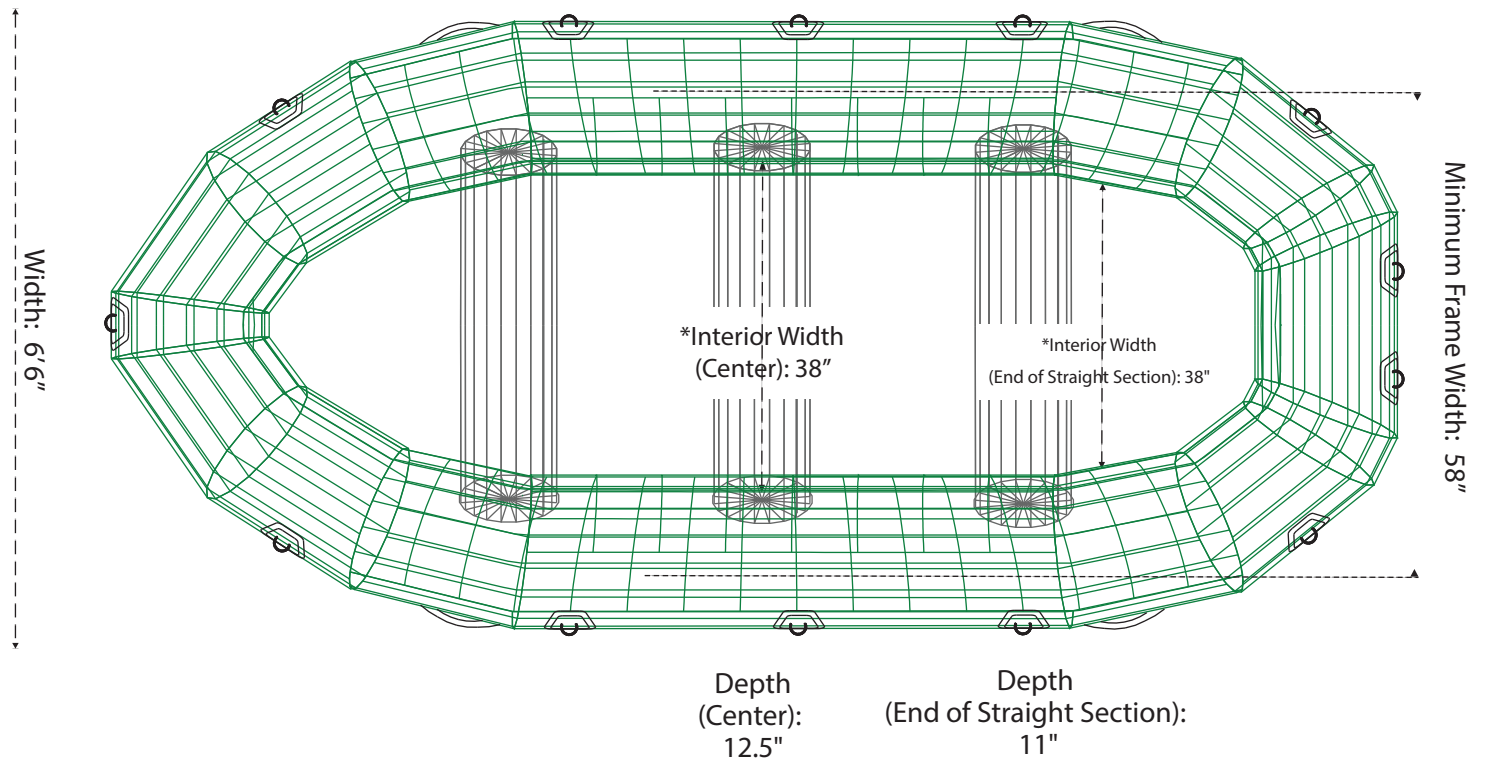 Width: 6’6”
*Interior Width
(Center): 38”
*Interior Width
(End of Straight Section): 38"
Minimum Frame Width: 58”
Depth
(Center):
12.5"
Depth
(End of Straight Section):
11"